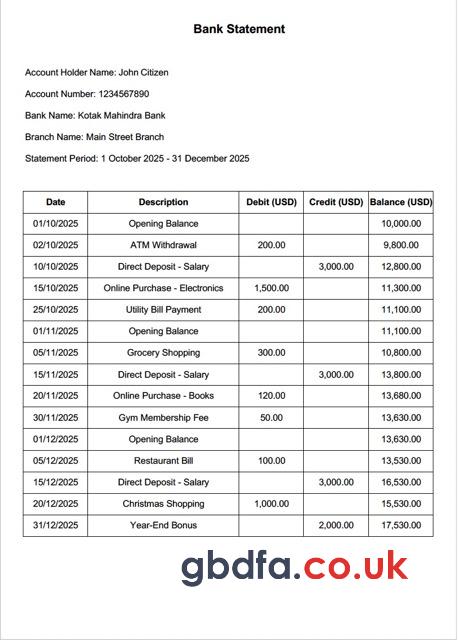 Bank Statement
Account Holder Name: John Citizen
Account Number: 1234567890
Bank Name: Kotak Mahindra Bank
Branch Name: Main Street Branch
Statement Period: 1 October 2025 - 31 December 2025
Date Description Debit (USD) Credit (USD) Balance (USD)
01/10/2025 Opening Balance 10,000.00
02/10/2025 ATM Withdrawal 200.00 9,800.00
10/10/2025 Direct Deposit - Salary 3,000.00 12,800.00
15/10/2025 Online Purchase - Electronics 1,500.00 11,300.00
25/10/2025 Utility Bill Payment 200.00 11,100.00
01/11/2025 Opening Balance 11,100.00
05/11/2025 Grocery Shopping 300.00 10,800.00
15/11/2025 Direct Deposit - Salary 3,000.00 13,800.00
20/11/2025 Online Purchase - Books 120.00 13,680.00
30/11/2025 Gym Membership Fee 50.00 13,630.00
01/12/2025 Opening Balance 13,630.00
05/12/2025 Restaurant Bill 100.00 13,530.00
15/12/2025 Direct Deposit - Salary 3,000.00 16,530.00
20/12/2025 Christmas Shopping 1,000.00 15,530.00
31/12/2025 Year-End Bonus 2,000.00 17,530.00
gbdfa.co.uk